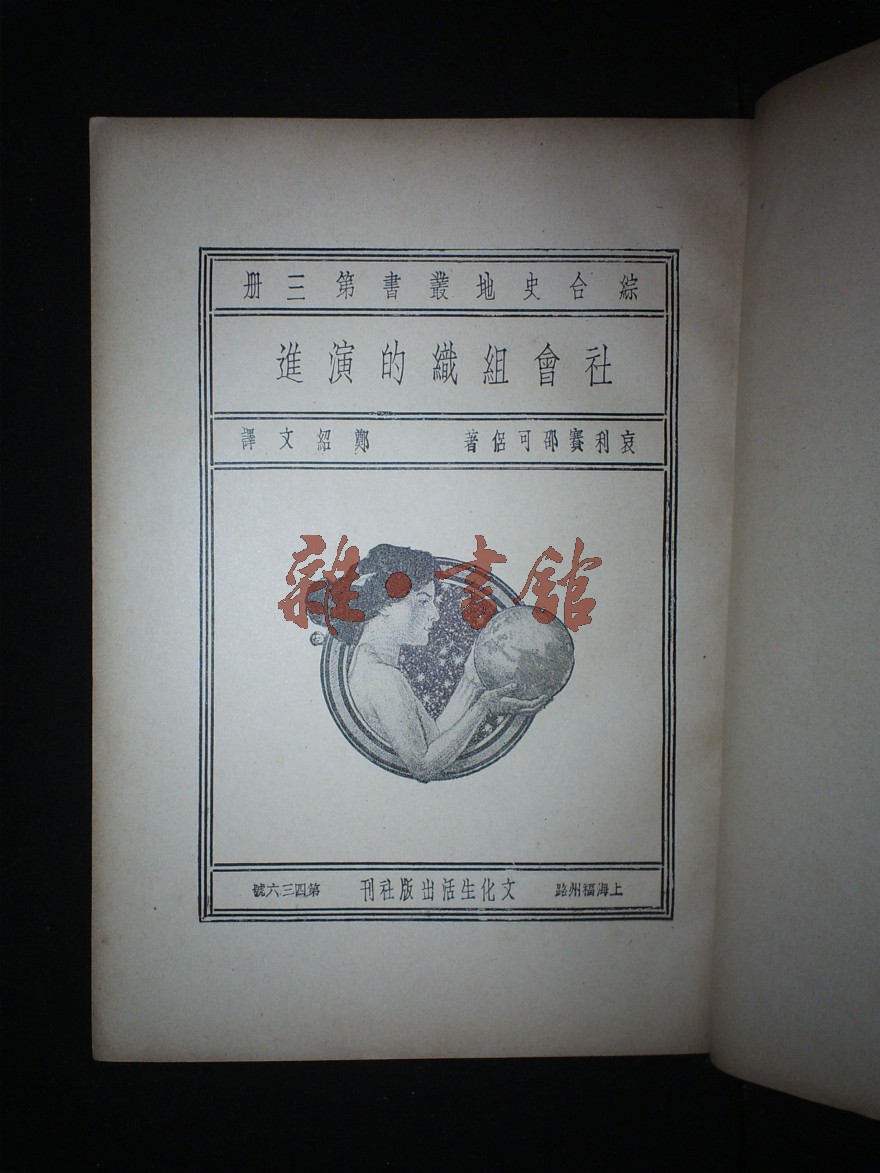 綜合史地叢書第三册
社會組織的演進
哀利賽邵可侶著 鄭紹文譯
雜·書館
上海福州路 文化生活出版社刊 第四三六號